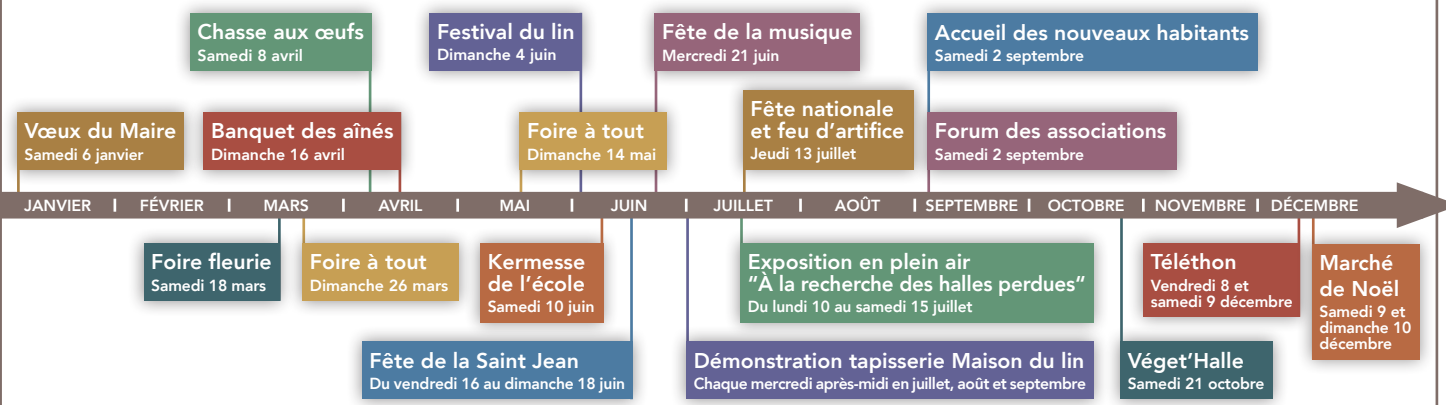 Chasse aux œufs
Samedi 8 avril
Festival du lin
Dimanche 4 juin
Fête de la musique
Mercredi 21 juin
Accueil des nouveaux habitants
Samedi 2 septembre
Vœux du Maire
Samedi 6 janvier
Banquet des aînés
Dimanche 16 avril
Foire à tout
Dimanche 14 mai
Fête nationale
et feu d'artifice
Jeudi 13 juillet
Forum des associations
Samedi 2 septembre
JANVIER | FÉVRIER | MARS | AVRIL | MAI | JUIN | JUILLET | AOÛT | SEPTEMBRE | OCTOBRE | NOVEMBRE | DÉCEMBRE
Foire fleurie
Samedi 18 mars
Foire à tout
Dimanche 26 mars
Kermesse
de l'école
Samedi 10 juin
Exposition en plein air
"À la recherche des halles perdues"
Du lundi 10 au samedi 15 juillet
Téléthon
Vendredi 8 et
samedi 9 décembre
Marché
de Noël
Samedi 9 et
dimanche 10
décembre
Fête de la Saint Jean
Du vendredi 16 au dimanche 18 juin
Démonstration tapisserie Maison du lin
Chaque mercredi après-midi en juillet, août et septembre
Véget'Halle
Samedi 21 octobre